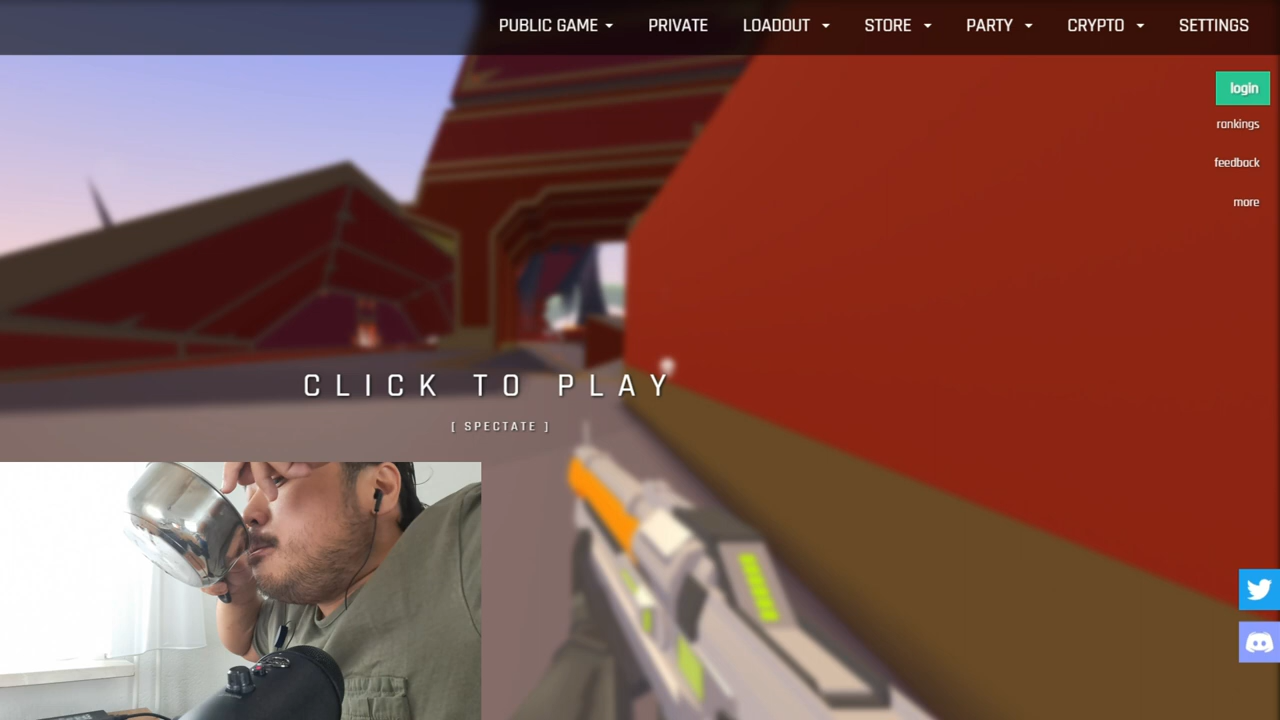 PUBLIC GAME PRIVATE LOADOUT STORE PARTY CRYPTO SETTINGS
login
rankings
feedback
more
CLICK TO PLAY
[ SPECTATE ]